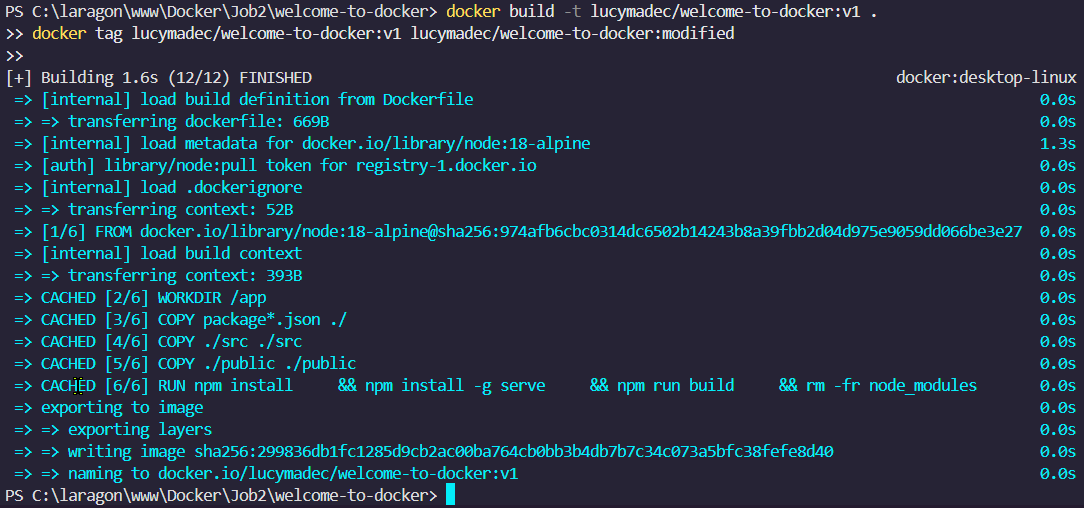 PS C:\laragon\www\Docker\Job2\welcome-to-docker> docker build -t lucymadec/welcome-to-docker:v1 .
>> docker tag lucymadec/welcome-to-docker:v1 lucymadec/welcome-to-docker:modified
>>
[+] Building 1.6s (12/12) FINISHED docker:desktop-linux
=> [internal] load build definition from Dockerfile 0.0s
=> => transferring dockerfile: 669B 0.0s
=> [internal] load metadata for docker.io/library/node:18-alpine 1.3s
=> [auth] library/node:pull token for registry-1.docker.io 0.0s
=> [internal] load .dockerignore 0.0s
=> => transferring context: 52B 0.0s
=> [1/6] FROM docker.io/library/node:18-alpine@sha256:974afb6cbc0314dc6502b14243b8a39fbb2d04d975e9059dd066be3e27 0.0s
=> [internal] load build context 0.0s
=> => transferring context: 393B 0.0s
=> CACHED [2/6] WORKDIR /app 0.0s
=> CACHED [3/6] COPY package*.json ./ 0.0s
=> CACHED [4/6] COPY ./src ./src 0.0s
=> CACHED [5/6] COPY ./public ./public 0.0s
=> CACHED [6/6] RUN npm install && npm install -g serve && npm run build && rm -fr node_modules 0.0s
=> exporting to image 0.0s
=> => exporting layers 0.0s
=> => writing image sha256:299836db1fc1285d9cb2ac00ba764cb0bb3b4db7b7c34c073a5bfc38fefe8d40 0.0s
=> => naming to docker.io/lucymadec/welcome-to-docker:v1 0.0s
PS C:\laragon\www\Docker\Job2\welcome-to-docker>